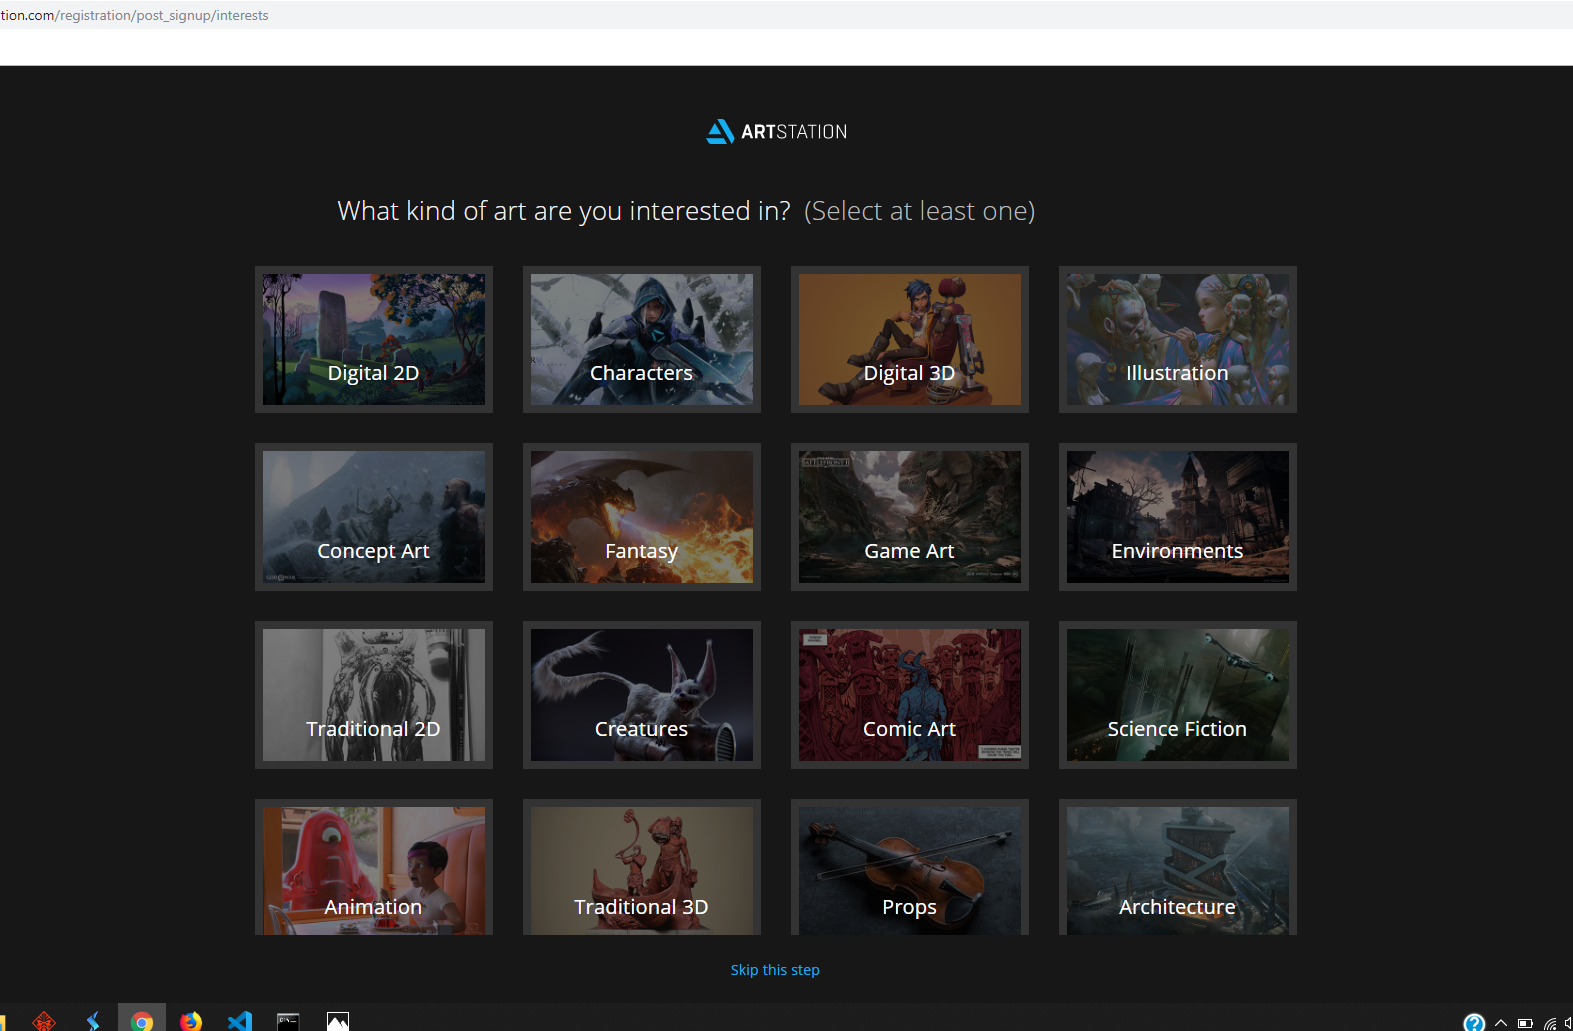 tion.com/registration/post_signup/interests
ARTSTATION
What kind of art are you interested in? (Select at least one)
Digital 2D
Characters
Digital 3D
Illustration
Concept Art
Fantasy
BATTLEFRONT II
Game Art
Environments
Traditional 2D
Creatures
Comic Art
Science Fiction
Animation
Traditional 3D
Props
Architecture
Skip this step